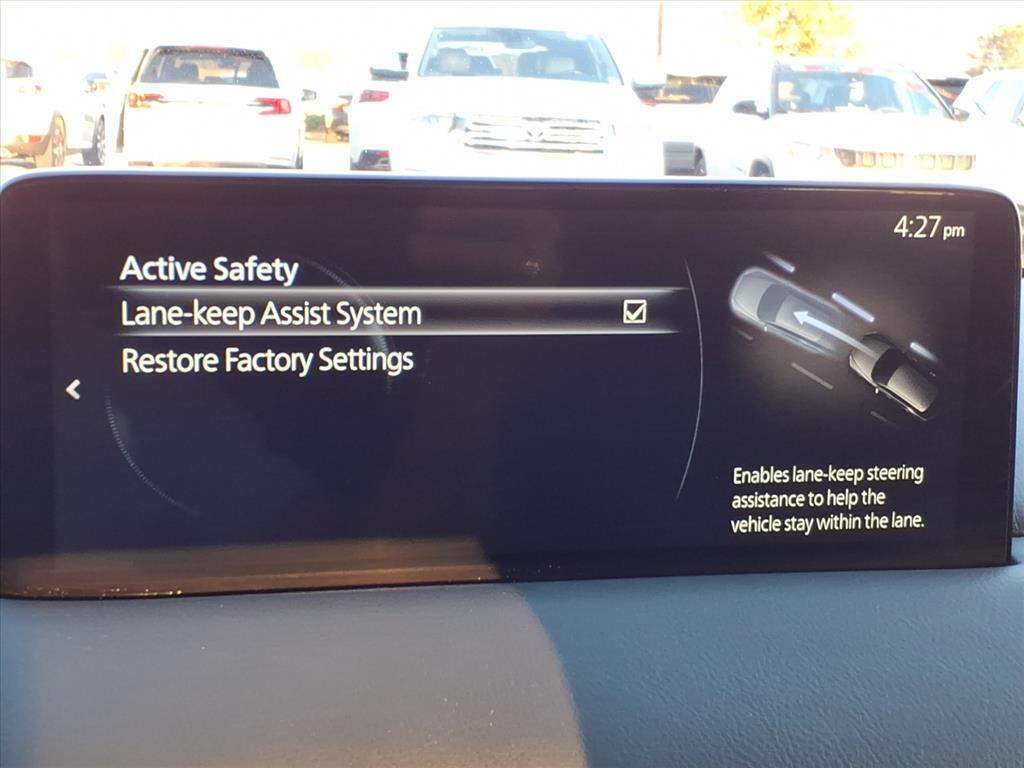 4:27 pm
Active Safety
Lane-keep Assist System
Restore Factory Settings
Enables lane-keep steering
assistance to help the
vehicle stay within the lane.